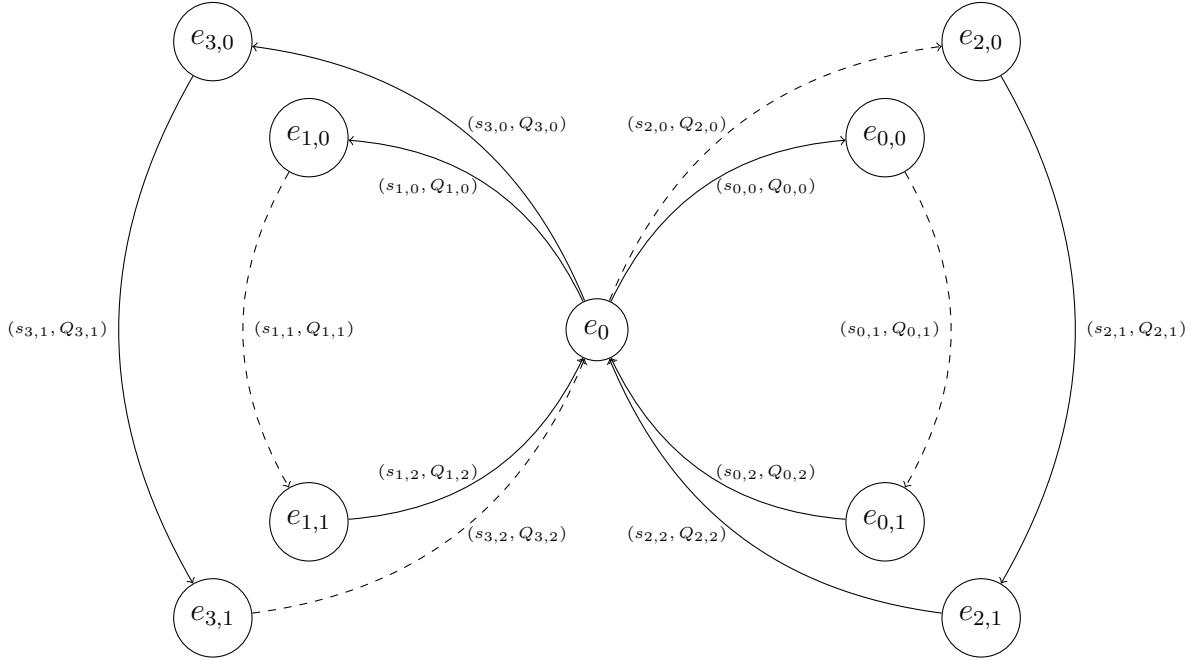 e_{3,0}
e_{2,0}
(s_{3,0}, Q_{3,0})
(s_{2,0}, Q_{2,0})
e_{1,0}
e_{0,0}
(s_{1,0}, Q_{1,0})
(s_{0,0}, Q_{0,0})
(s_{3,1}, Q_{3,1})
(s_{1,1}, Q_{1,1})
e_0
(s_{0,1}, Q_{0,1})
(s_{2,1}, Q_{2,1})
(s_{1,2}, Q_{1,2})
(s_{0,2}, Q_{0,2})
e_{1,1}
e_{0,1}
(s_{3,2}, Q_{3,2})
(s_{2,2}, Q_{2,2})
e_{3,1}
e_{2,1}